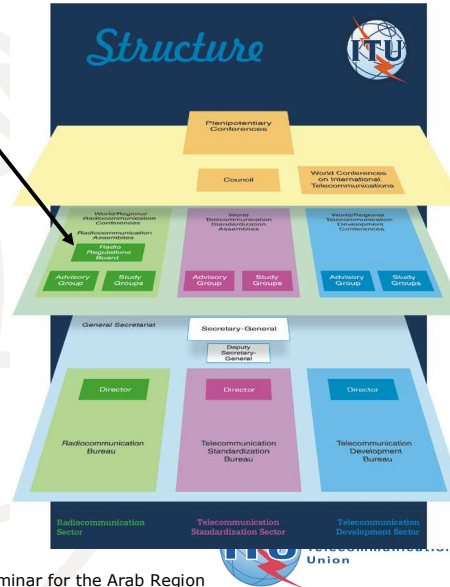 Structure
ITU
Plenipotentiary
Conferences
Council
World Conferences
on International
Telecommunications
World/Regional
Radiocommunication
Conferences
Radiocommunication
Assemblies
Radio
Regulations
Board
Advisory
Group
Study
Groups
World
Telecommunication
Standardization
Assemblies
Advisory
Group
Study
Groups
World/Regional
Telecommunication
Development
Conferences
Advisory
Group
Study
Groups
General Secretariat
Secretary-General
Deputy
Secretary-
General
Director
Radiocommunication
Bureau
Director
Telecommunication
Standardization
Bureau
Director
Telecommunication
Development
Bureau
Radiocommunication
Sector
Telecommunication
Standardization Sector
Telecommunication
Development Sector
Union
minar for the Arab Region